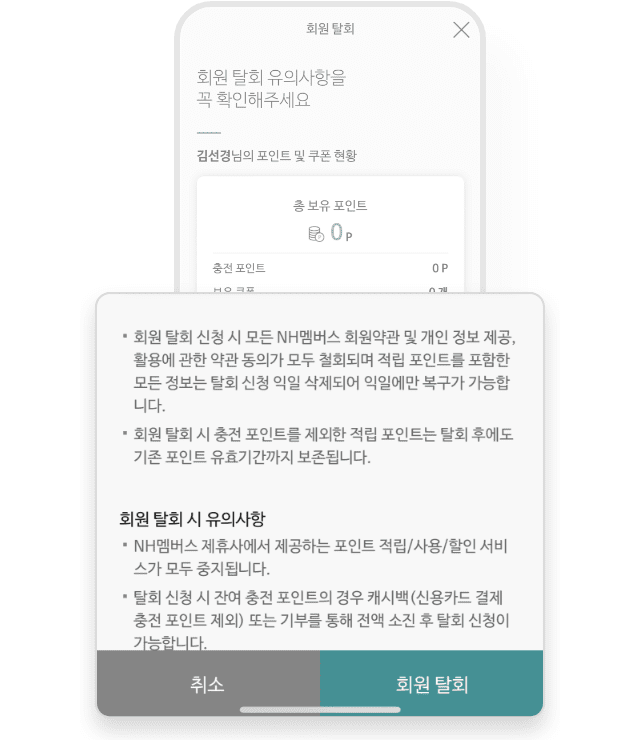 회원 탈회
회원 탈회 유의사항을
꼭 확인해주세요
김선경님의 포인트 및 쿠폰 현황
총 보유 포인트
0 P
충전 포인트 0 P
보유 쿠폰 0 개
· 회원 탈회 신청 시 모든 NH멤버스 회원약관 및 개인 정보 제공,
활용에 관한 약관 동의가 모두 철회되며 적립 포인트를 포함한
모든 정보는 탈회 신청 익일 삭제되어 익일에만 복구가 가능합
니다.
· 회원 탈회 시 충전 포인트를 제외한 적립 포인트는 탈회 후에도
기존 포인트 유효기간까지 보존됩니다.
회원 탈회 시 유의사항
· NH멤버스 제휴사에서 제공하는 포인트 적립/사용/할인 서비
스가 모두 중지됩니다.
· 탈회 신청 시 잔여 충전 포인트의 경우 캐시백(신용카드 결제
충전 포인트 제외) 또는 기부를 통해 전액 소진 후 탈회 신청이
가능합니다.
취소 회원 탈회